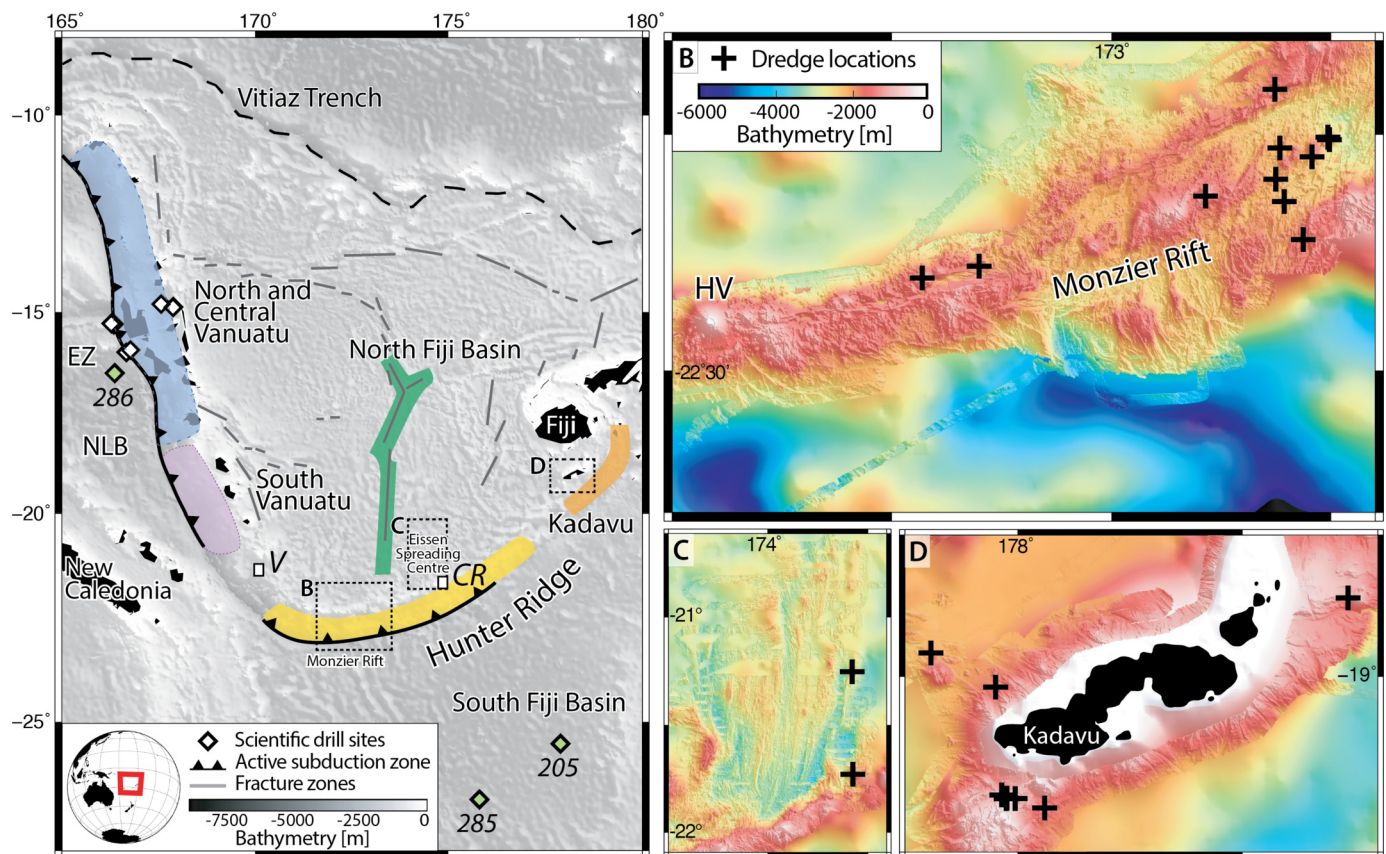 165°
170°
175°
180°
−10°
−15°
−20°
−25°
Vitiaz Trench
North and
Central
Vanuatu
EZ
286
NLB
North Fiji Basin
Fiji
D
South
Vanuatu
Kadavu
C
Eissen
Spreading
Centre
New
Caledonia
V
CR
B
Hunter Ridge
Monzier Rift
South Fiji Basin
205
285
Scientific drill sites
Active subduction zone
Fracture zones
-7500 -5000 -2500 0
Bathymetry [m]
B
Dredge locations
-6000 -4000 -2000 0
Bathymetry [m]
173°
HV
Monzier Rift
-22°30'
C
174°
−21°
−22°
D
178°
−19°
Kadavu